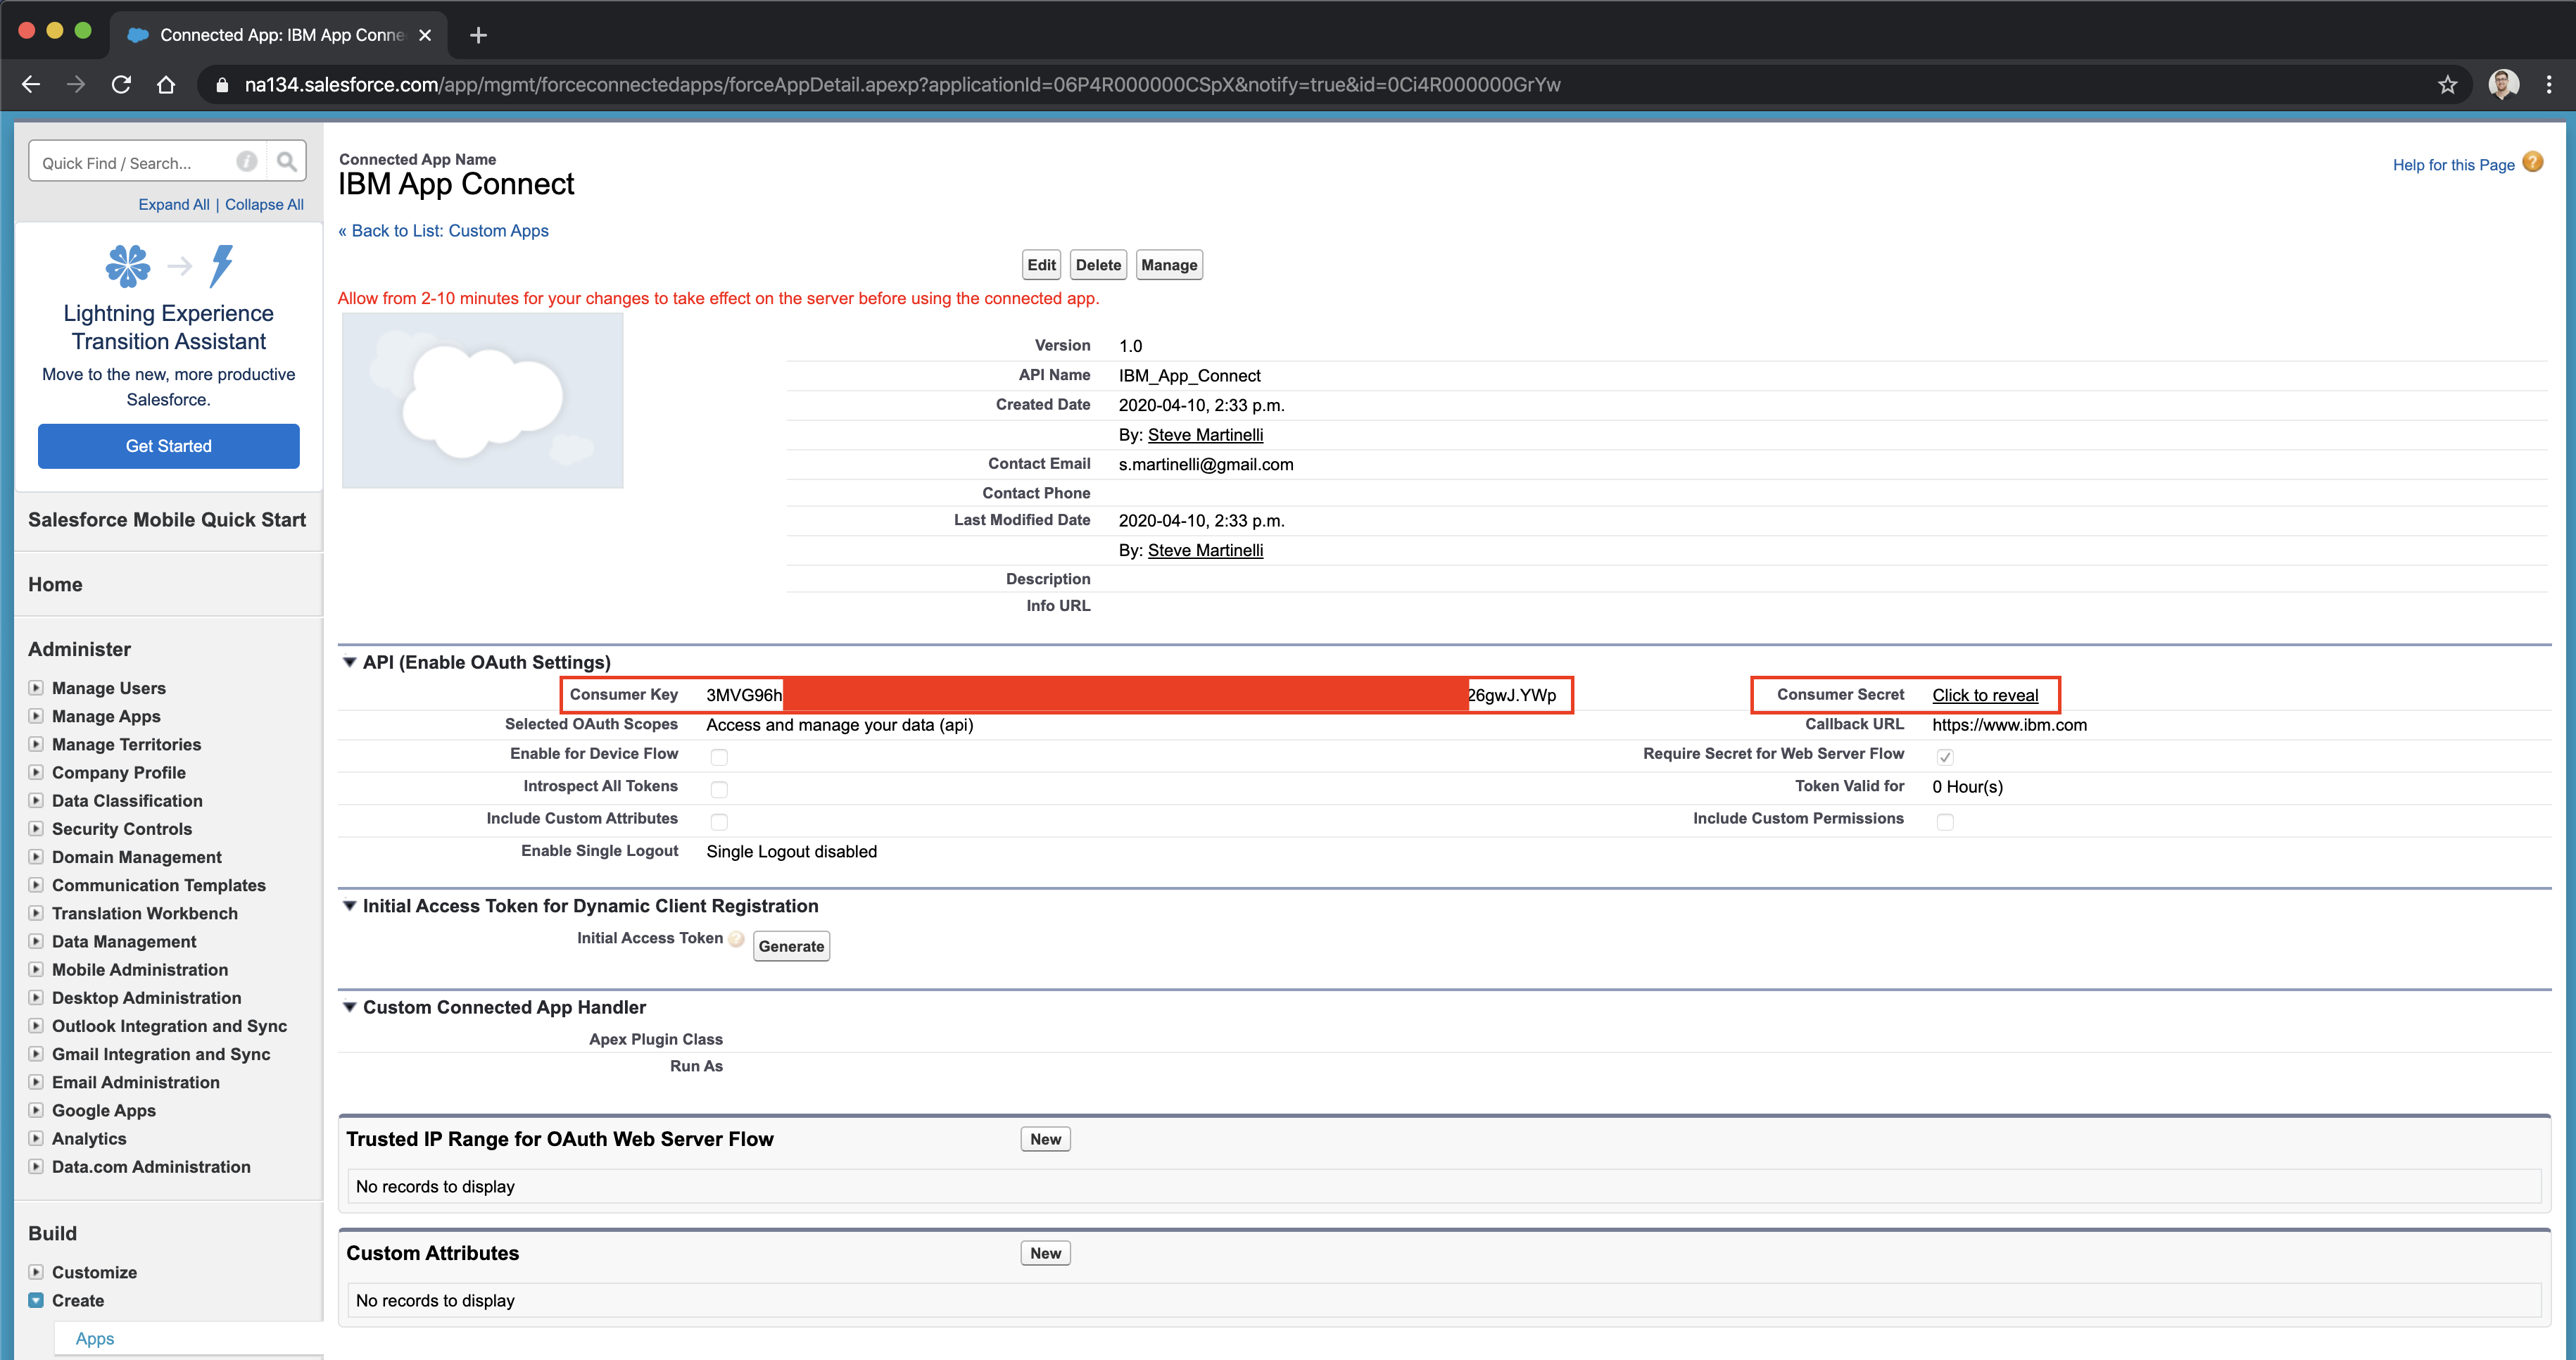 Connected App: IBM App Conne
na134.salesforce.com/app/mgmt/forceconnectedapps/forceAppDetail.apexp?applicationId=06P4R000000CSpX&notify=true&id=0Ci4R000000GrYw
Quick Find / Search...
Expand All | Collapse All
Lightning Experience
Transition Assistant
Move to the new, more productive
Salesforce.
Get Started
Salesforce Mobile Quick Start
Home
Administer
Manage Users
Manage Apps
Manage Territories
Company Profile
Data Classification
Security Controls
Domain Management
Communication Templates
Translation Workbench
Data Management
Mobile Administration
Desktop Administration
Outlook Integration and Sync
Gmail Integration and Sync
Email Administration
Google Apps
Analytics
Data.com Administration
Build
Customize
Create
Apps
Connected App Name
IBM App Connect
Help for this Page
« Back to List: Custom Apps
Edit Delete Manage
Allow from 2-10 minutes for your changes to take effect on the server before using the connected app.
Version 1.0
API Name IBM_App_Connect
Created Date 2020-04-10, 2:33 p.m.
By: Steve Martinelli
Contact Email s.martinelli@gmail.com
Contact Phone
Last Modified Date 2020-04-10, 2:33 p.m.
By: Steve Martinelli
Description
Info URL
API (Enable OAuth Settings)
Consumer Key 3MVG96h 26gwJ.YWp Consumer Secret Click to reveal
Selected OAuth Scopes Access and manage your data (api) Callback URL https://www.ibm.com
Enable for Device Flow Require Secret for Web Server Flow
Introspect All Tokens Token Valid for 0 Hour(s)
Include Custom Attributes Include Custom Permissions
Enable Single Logout Single Logout disabled
Initial Access Token for Dynamic Client Registration
Initial Access Token Generate
Custom Connected App Handler
Apex Plugin Class
Run As
Trusted IP Range for OAuth Web Server Flow New
No records to display
Custom Attributes New
No records to display